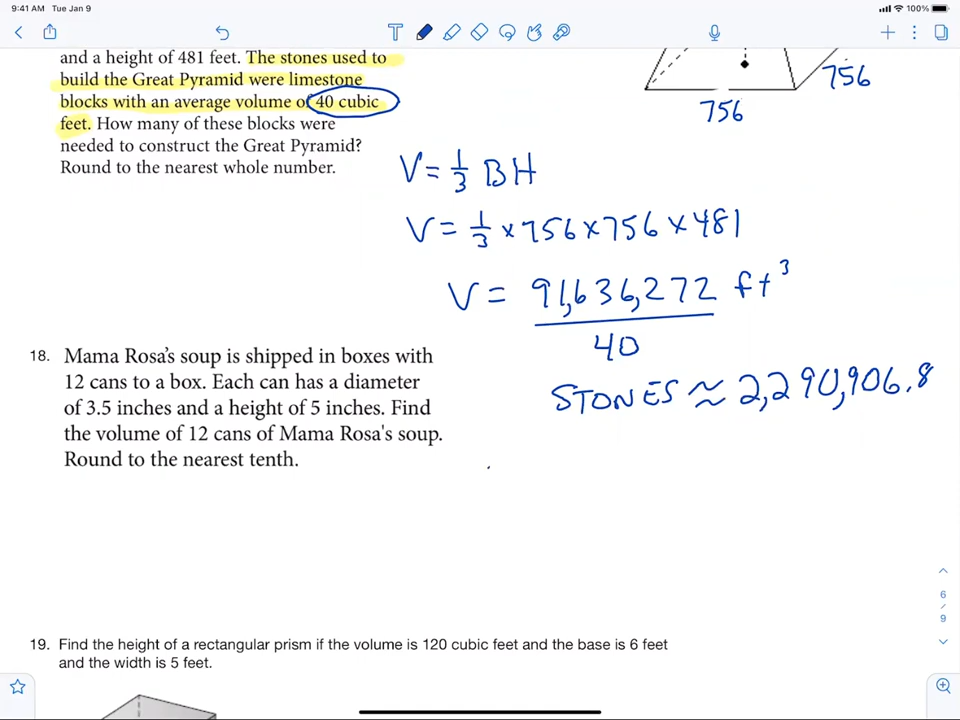 9:41 AM Tue Jan 9
100%
and a height of 481 feet. The stones used to
build the Great Pyramid were limestone
blocks with an average volume of 40 cubic
feet. How many of these blocks were
needed to construct the Great Pyramid?
Round to the nearest whole number.
756
756
V = 1/3 BH
V = 1/3 × 756 × 756 × 481
V = 91,636,272 ft³
40
STONES ≈ 2,290,906.8
18. Mama Rosa's soup is shipped in boxes with
12 cans to a box. Each can has a diameter
of 3.5 inches and a height of 5 inches. Find
the volume of 12 cans of Mama Rosa's soup.
Round to the nearest tenth.
6
/
9
19. Find the height of a rectangular prism if the volume is 120 cubic feet and the base is 6 feet
and the width is 5 feet.